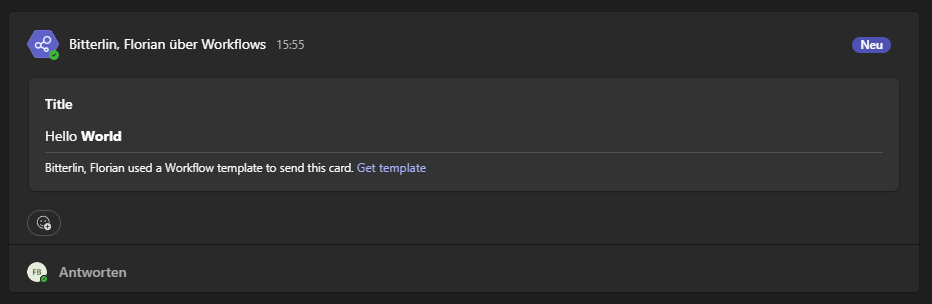 Bitterlin, Florian über Workflows 15:55 Neu
Title
Hello World
Bitterlin, Florian used a Workflow template to send this card. Get template
FB Antworten